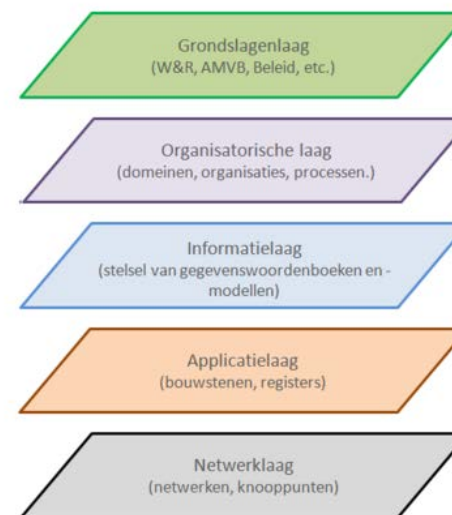 Grondslagenlaag
(W&R, AMVB, Beleid, etc.)
Organisatorische laag
(domeinen, organisaties, processen.)
Informatielaag
(stelsel van gegevenswoordenboeken en -
modellen)
Applicatielaag
(bouwstenen, registers)
Netwerklaag
(netwerken, knooppunten)